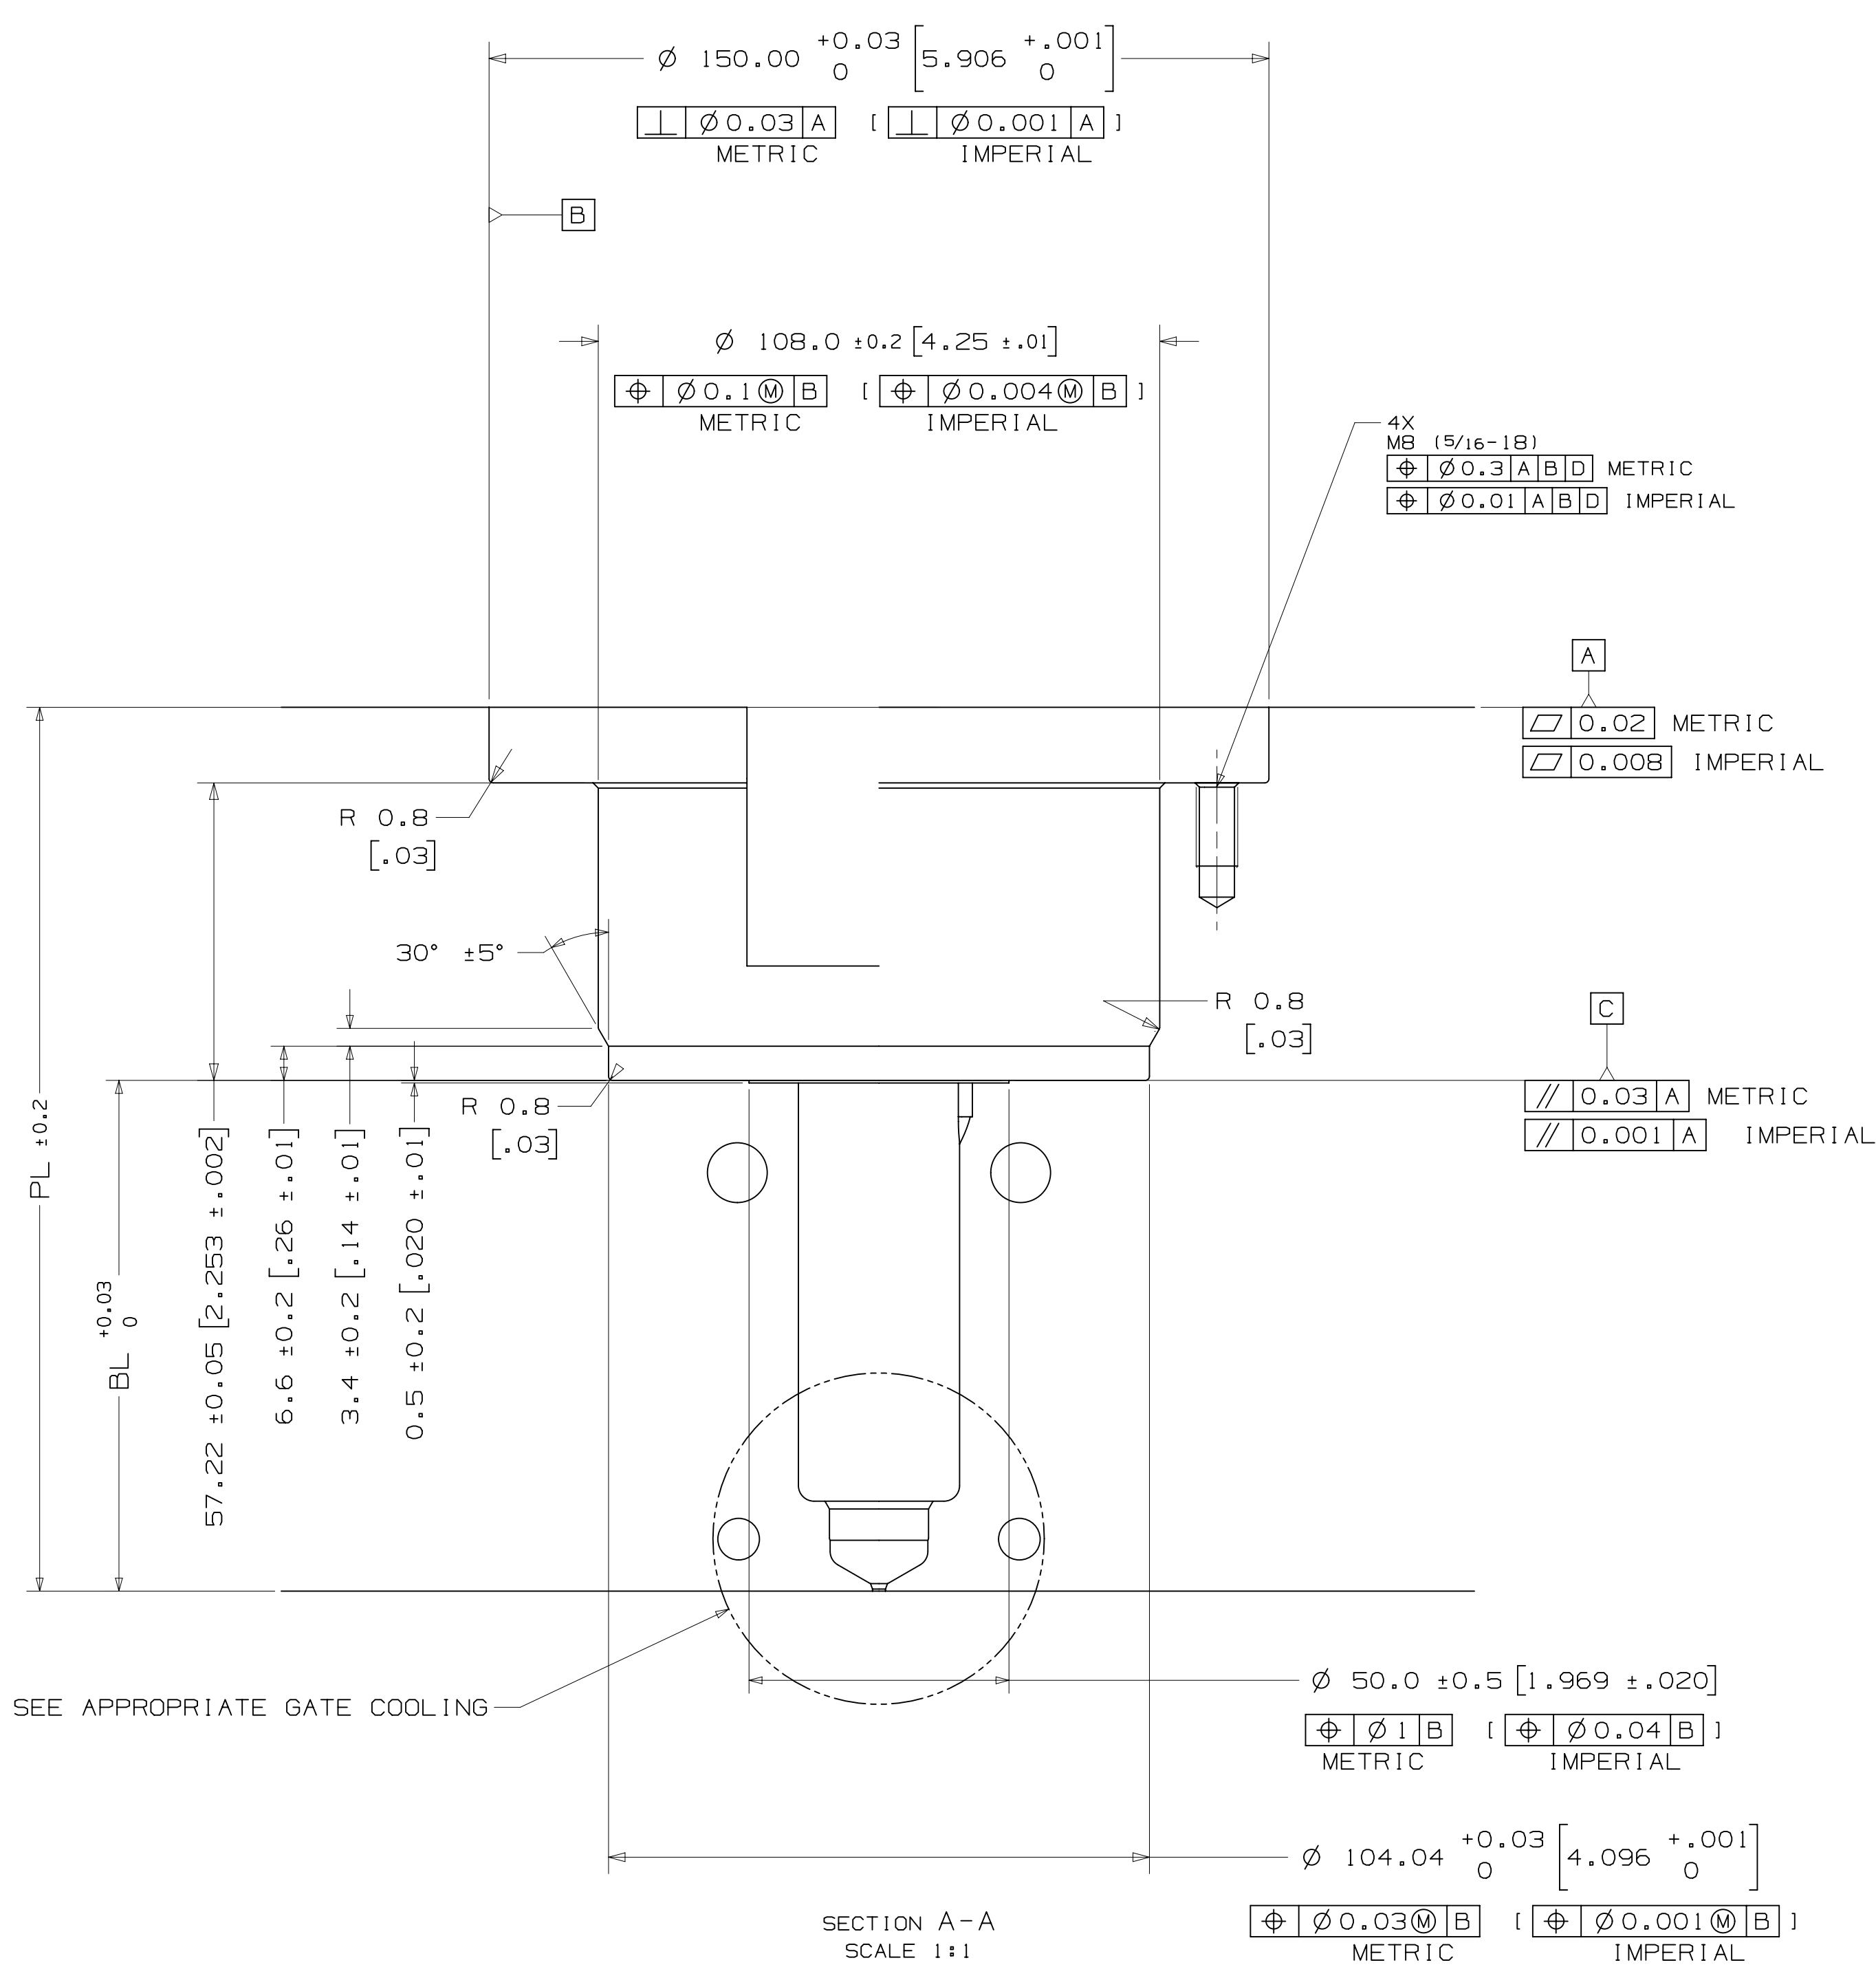 Ø 150.00 +0.03 0 [5.906 +.001 0]
⊥ Ø0.03 A [ ⊥ Ø0.001 A ]
METRIC IMPERIAL
B
Ø 108.0 ±0.2 [4.25 ±.01]
⌖ Ø0.1Ⓜ B [ ⌖ Ø0.004Ⓜ B ]
METRIC IMPERIAL
4X
M8 (5/16-18)
⌖ Ø0.3 A B D METRIC
⌖ Ø0.01 A B D IMPERIAL
A
⏥ 0.02 METRIC
⏥ 0.008 IMPERIAL
R 0.8
[.03]
30° ±5°
R 0.8
[.03]
C
// 0.03 A METRIC
// 0.001 A IMPERIAL
R 0.8
[.03]
PL ±0.2
BL +0.03 0
57.22 ±0.05 [2.253 ±.002]
6.6 ±0.2 [.26 ±.01]
3.4 ±0.2 [.14 ±.01]
0.5 ±0.2 [.020 ±.01]
SEE APPROPRIATE GATE COOLING
Ø 50.0 ±0.5 [1.969 ±.020]
⌖ Ø1 B [ ⌖ Ø0.04 B ]
METRIC IMPERIAL
Ø 104.04 +0.03 0 [4.096 +.001 0]
⌖ Ø0.03Ⓜ B [ ⌖ Ø0.001Ⓜ B ]
METRIC IMPERIAL
SECTION A-A
SCALE 1:1